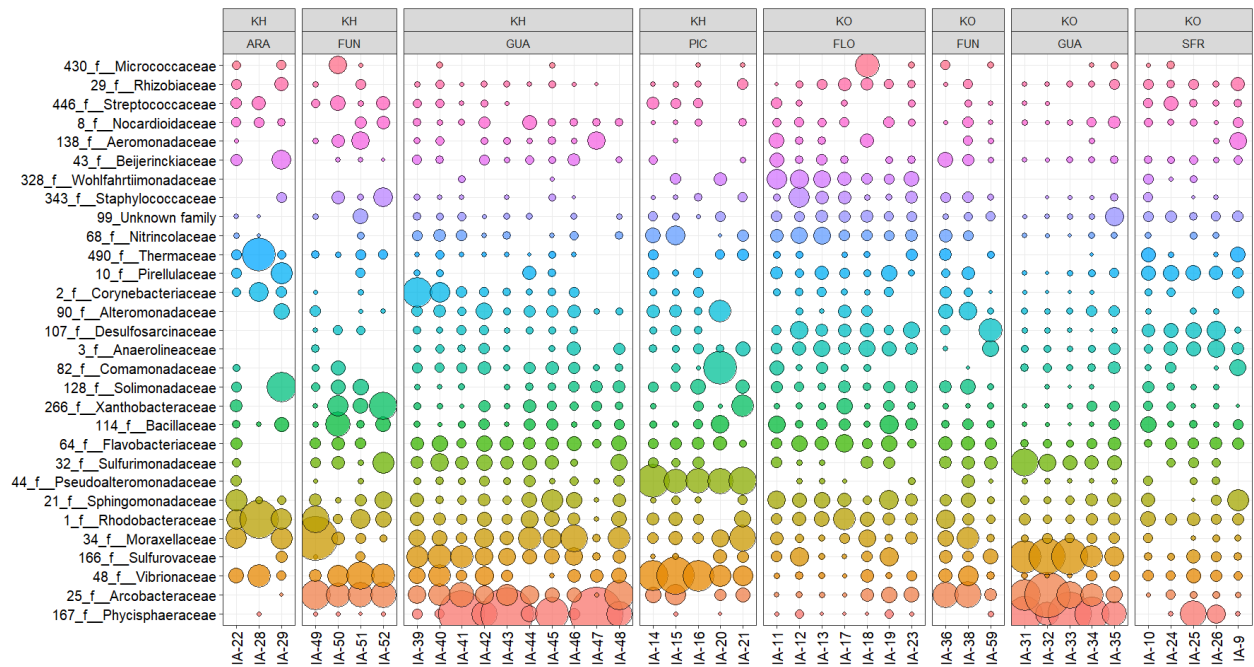 KH KH KH KH KO KO KO KO
ARA FUN GUA PIC FLO FUN GUA SFR
430_f__Micrococcaceae
29_f__Rhizobiaceae
446_f__Streptococcaceae
8_f__Nocardioidaceae
138_f__Aeromonadaceae
43_f__Beijerinckiaceae
328_f__Wohlfahrtiimonadaceae
343_f__Staphylococcaceae
99_Unknown family
68_f__Nitrincolaceae
490_f__Thermaceae
10_f__Pirellulaceae
2_f__Corynebacteriaceae
90_f__Alteromonadaceae
107_f__Desulfosarcinaceae
3_f__Anaerolineaceae
82_f__Comamonadaceae
128_f__Solimonadaceae
266_f__Xanthobacteraceae
114_f__Bacillaceae
64_f__Flavobacteriaceae
32_f__Sulfurimonadaceae
44_f__Pseudoalteromonadaceae
21_f__Sphingomonadaceae
1_f__Rhodobacteraceae
34_f__Moraxellaceae
166_f__Sulfurovaceae
48_f__Vibrionaceae
25_f__Arcobacteraceae
167_f__Phycisphaeraceae
IA-22 IA-28 IA-29 IA-49 IA-50 IA-51 IA-52 IA-39 IA-40 IA-41 IA-42 IA-43 IA-44 IA-45 IA-46 IA-47 IA-48 IA-14 IA-15 IA-16 IA-20 IA-21 IA-11 IA-12 IA-13 IA-17 IA-18 IA-19 IA-23 IA-36 IA-38 IA-59 IA-31 IA-32 IA-33 IA-34 IA-35 IA-10 IA-24 IA-25 IA-26 IA-9